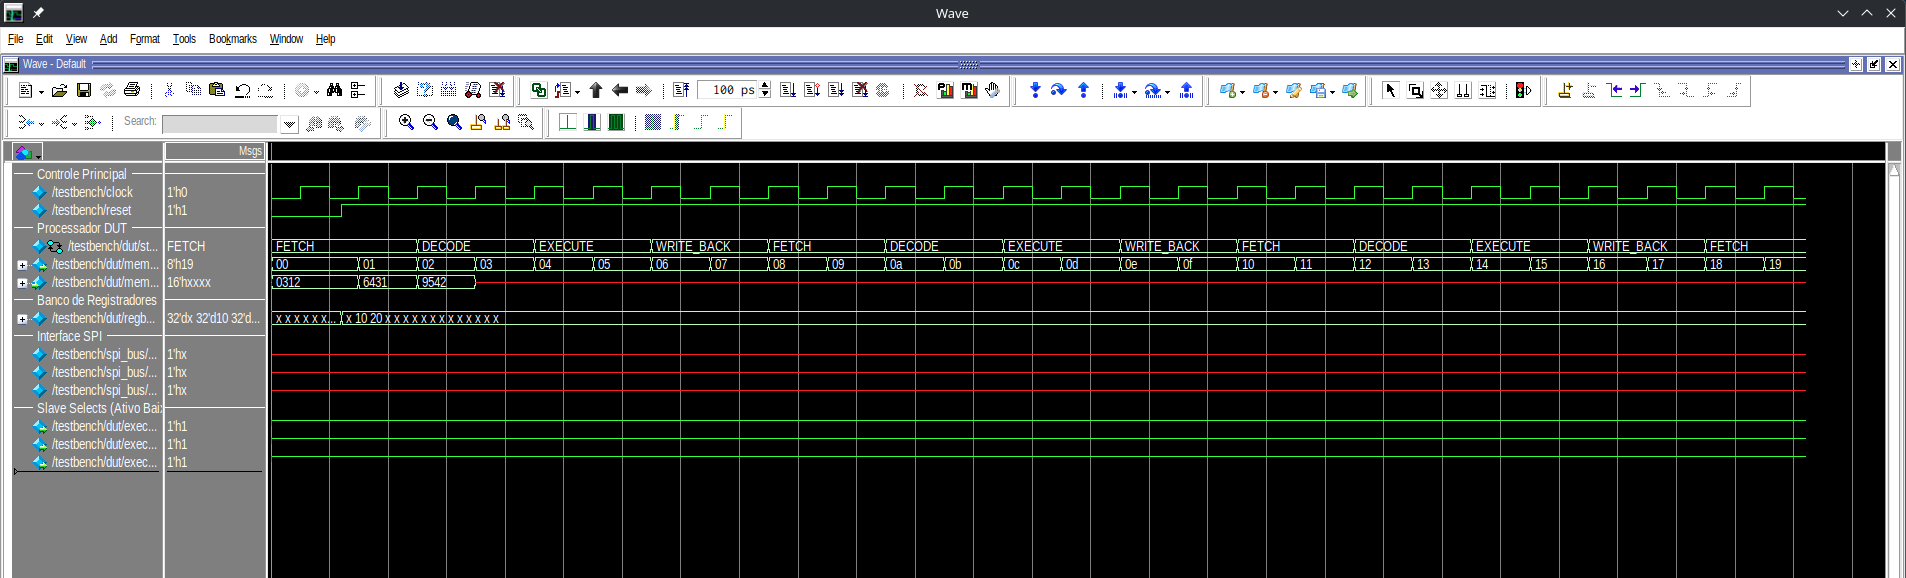 Wave
File Edit View Add Format Tools Bookmarks Window Help
Wave - Default
100 ps
Search:
Msgs
Controle Principal
/testbench/clock 1'h0
/testbench/reset 1'h1
Processador DUT
/testbench/dut/st... FETCH FETCH DECODE EXECUTE WRITE_BACK FETCH DECODE EXECUTE WRITE_BACK FETCH DECODE EXECUTE WRITE_BACK FETCH
/testbench/dut/mem... 8'h19 00 01 02 03 04 05 06 07 08 09 0a 0b 0c 0d 0e 0f 10 11 12 13 14 15 16 17 18 19
/testbench/dut/mem... 16'hxxxx 0312 6431 9542
Banco de Registradores
/testbench/dut/regb... 32'dx 32'd10 32'd... x x x x x x... x 10 20 x x x x x x x x x x x x x
Interface SPI
/testbench/spi_bus/... 1'hx
/testbench/spi_bus/... 1'hx
/testbench/spi_bus/... 1'hx
Slave Selects (Ativo Bai
/testbench/dut/exec... 1'h1
/testbench/dut/exec... 1'h1
/testbench/dut/exec... 1'h1